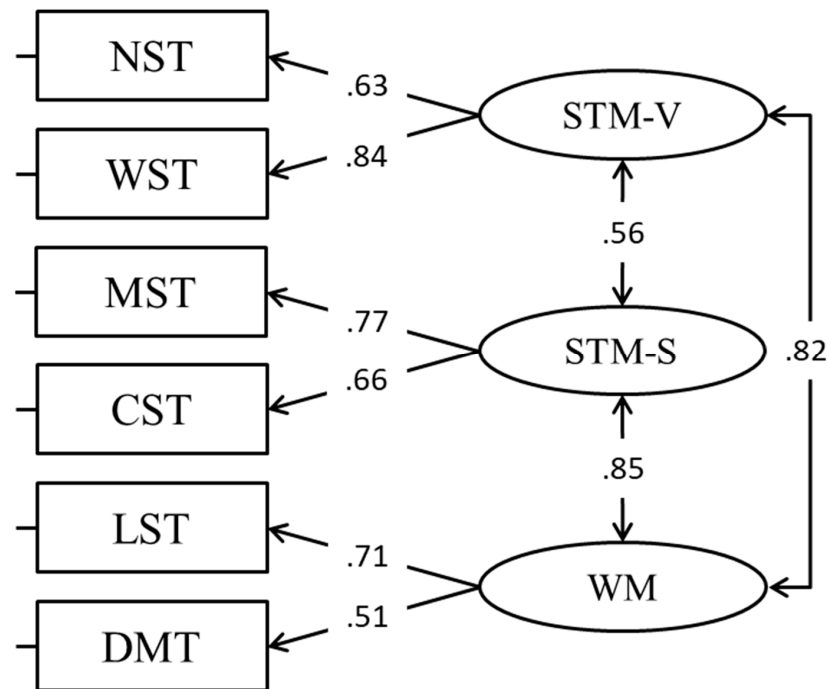 NST
.63
STM-V
WST
.84
.56
MST
.77
STM-S
.82
CST
.66
.85
LST
.71
WM
DMT
.51